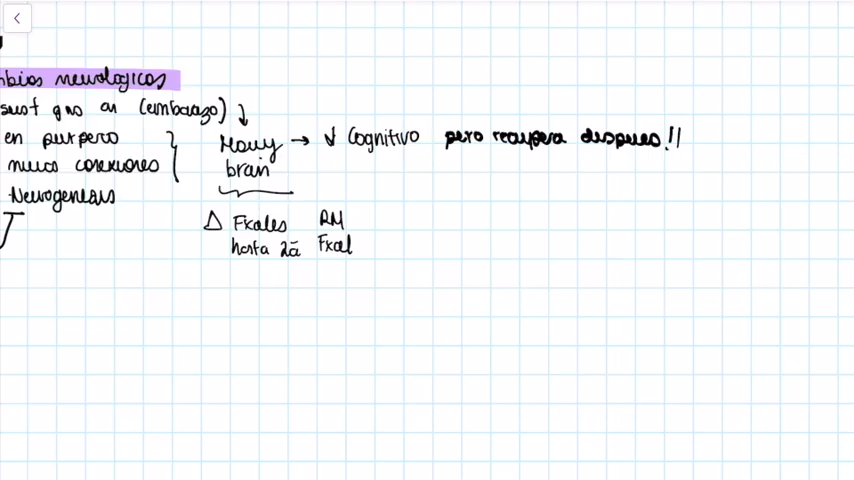 mbios neurologicos
sust gris en (embarazo) ↓
en puerpero
nuevas conexiones
Neurogenesis
Mamy brain → ↓ Cognitivo pero recupera despues!!
Δ Fxales RM
hasta 2ā Fxal